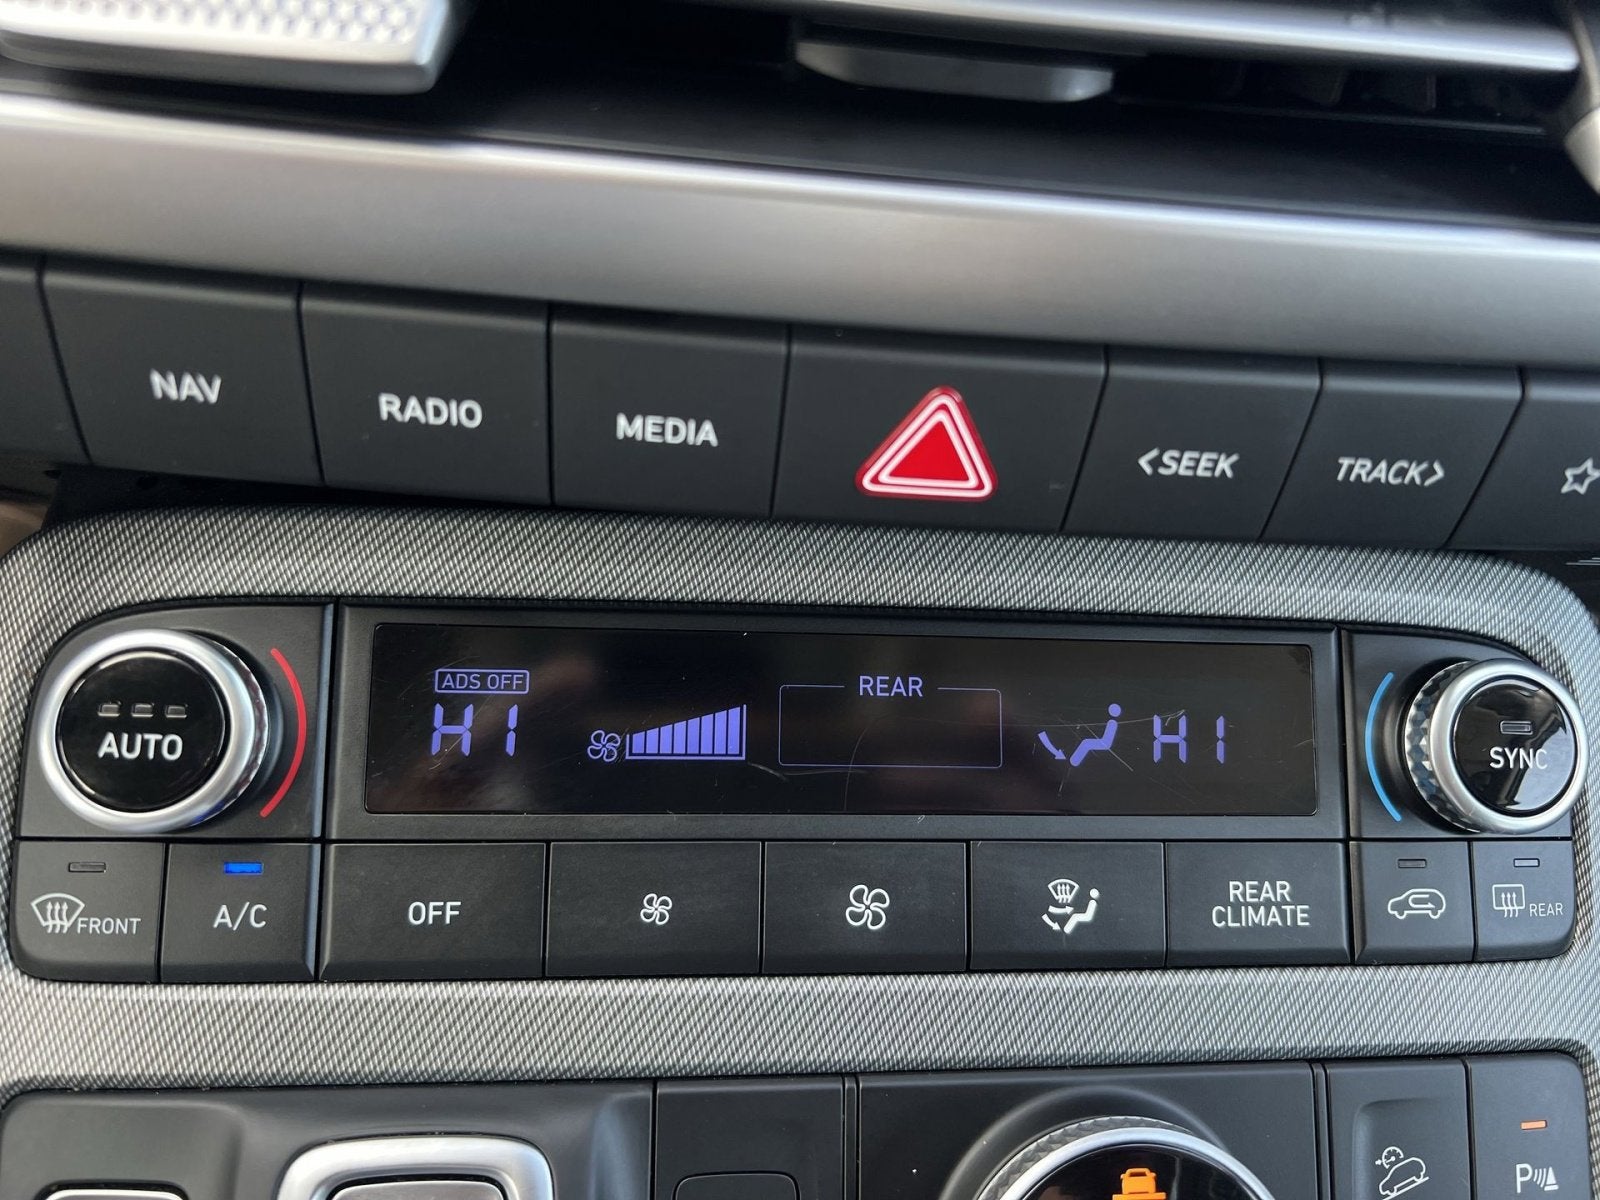 NAV
RADIO
MEDIA
<SEEK
TRACK>
AUTO
ADS OFF
HI
REAR
HI
SYNC
FRONT
A/C
OFF
REAR
CLIMATE
REAR
P